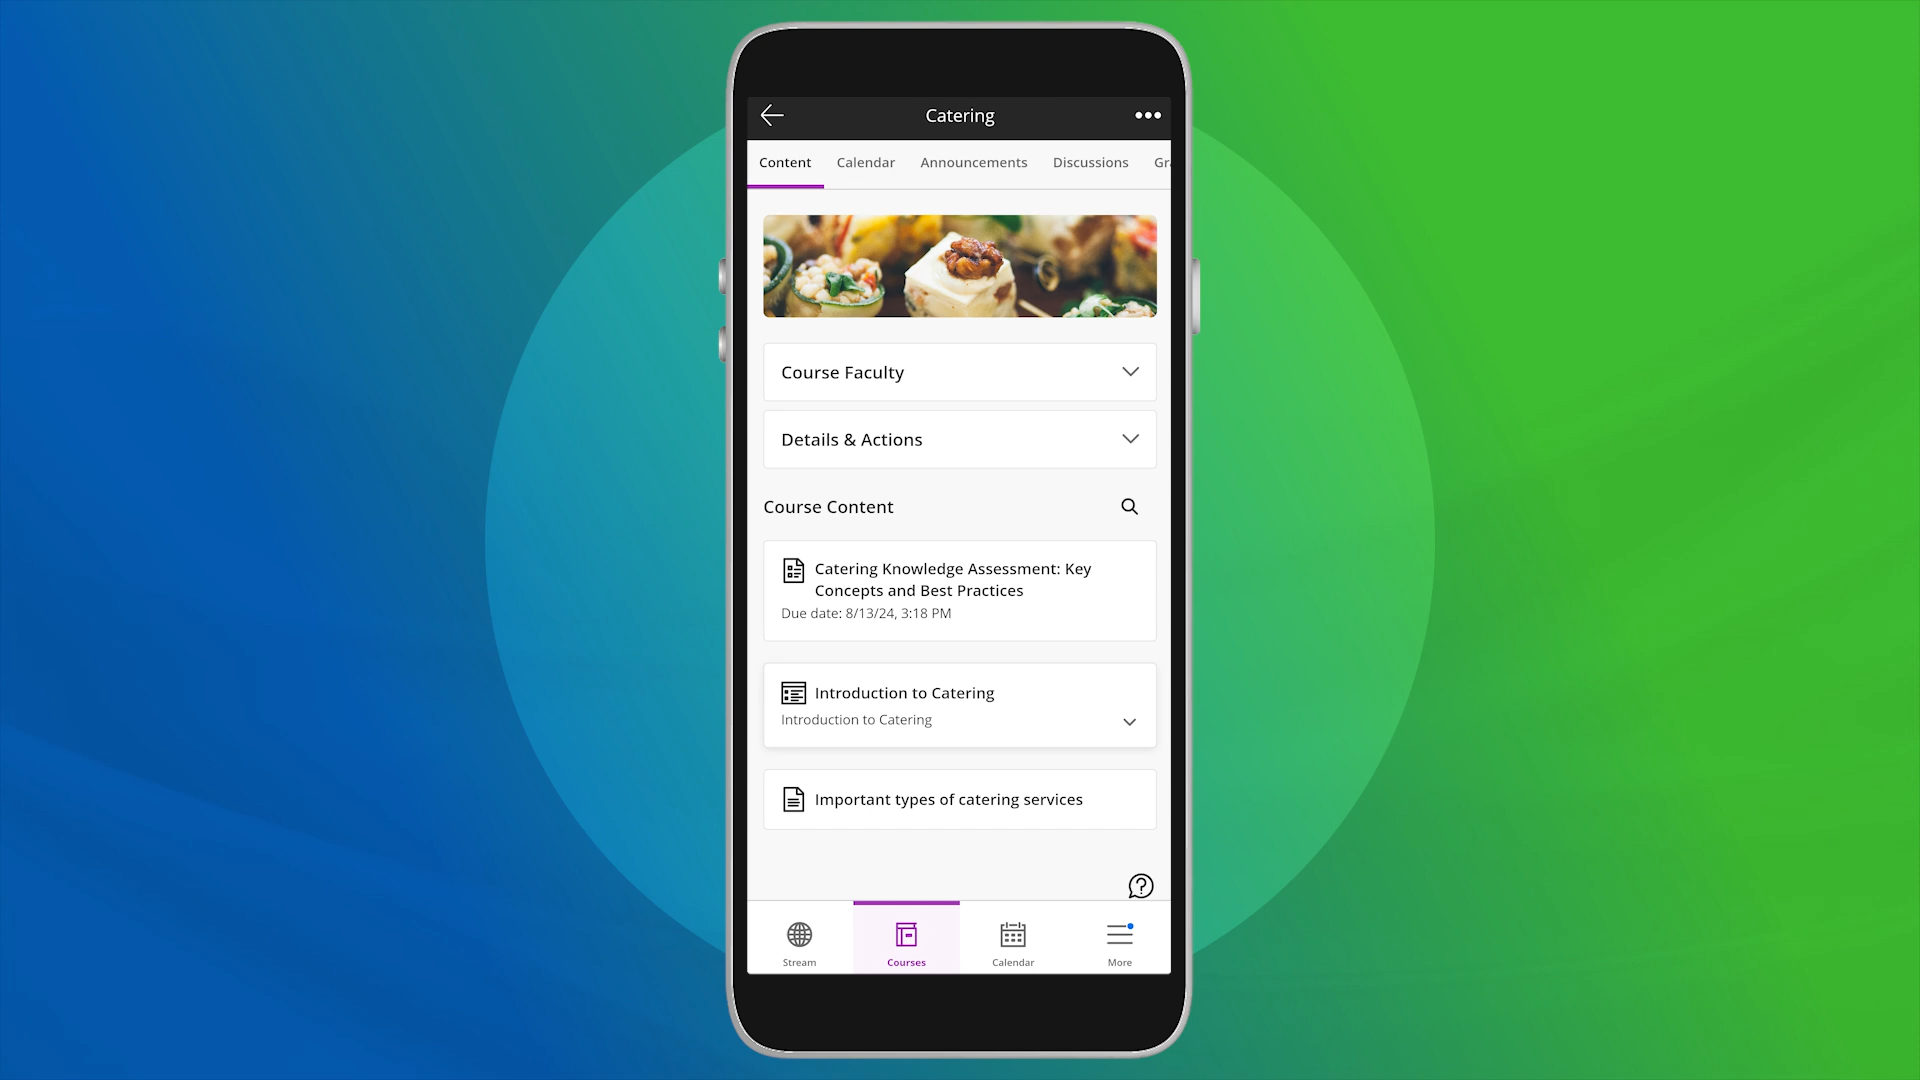 Catering
Content Calendar Announcements Discussions Gr
Course Faculty
Details & Actions
Course Content
Catering Knowledge Assessment: Key
Concepts and Best Practices
Due date: 8/13/24, 3:18 PM
Introduction to Catering
Introduction to Catering
Important types of catering services
Stream Courses Calendar More